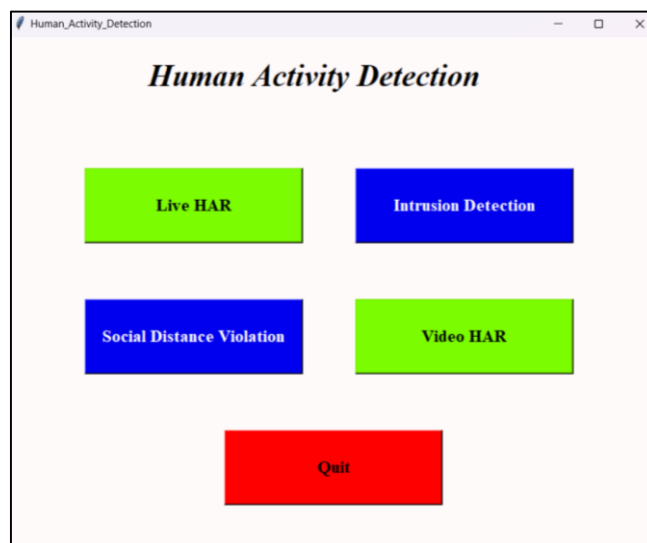 Human_Activity_Detection
Human Activity Detection
Live HAR
Intrusion Detection
Social Distance Violation
Video HAR
Quit